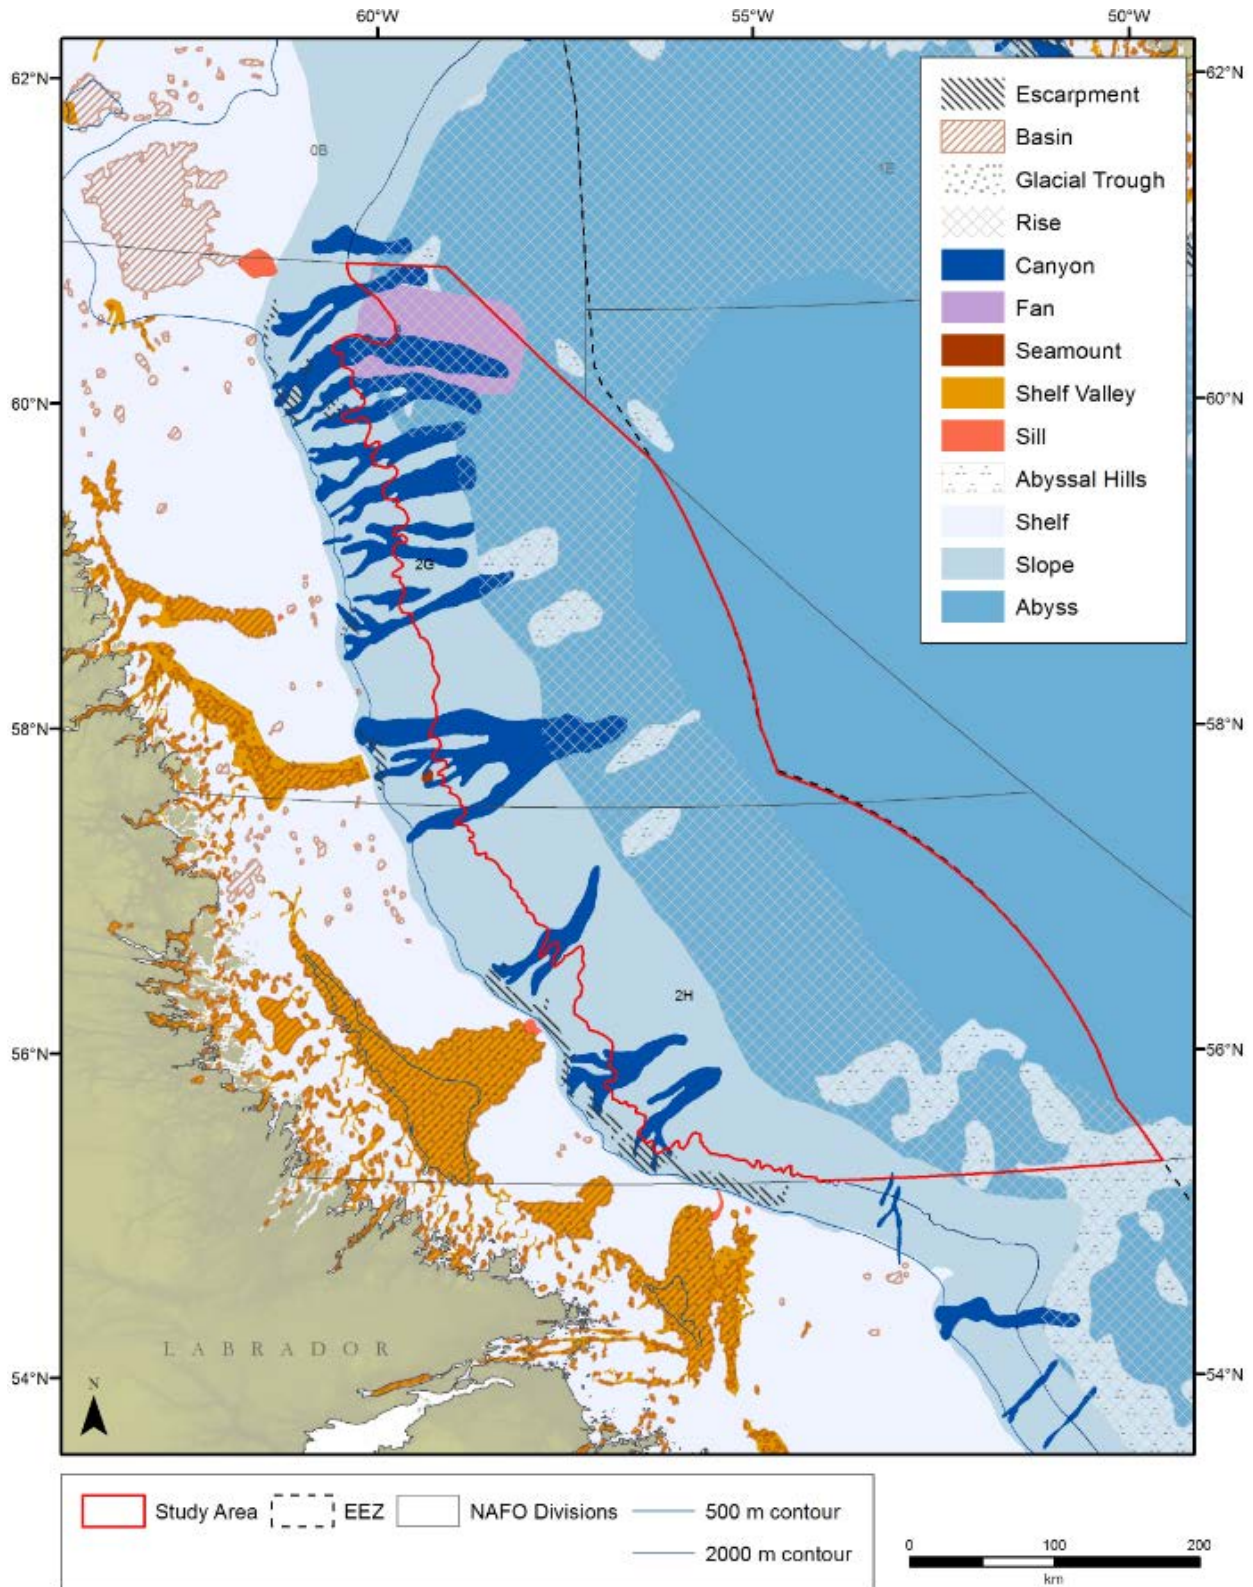 60°W 55°W 50°W
62°N 62°N
Escarpment
Basin
Glacial Trough
Rise
Canyon
Fan
Seamount
Shelf Valley
Sill
Abyssal Hills
Shelf
Slope
Abyss
0B
1E
60°N 60°N
2G
58°N 58°N
2H
56°N 56°N
LABRADOR
54°N 54°N
N
Study Area EEZ NAFO Divisions 500 m contour
2000 m contour
0 100 200
km